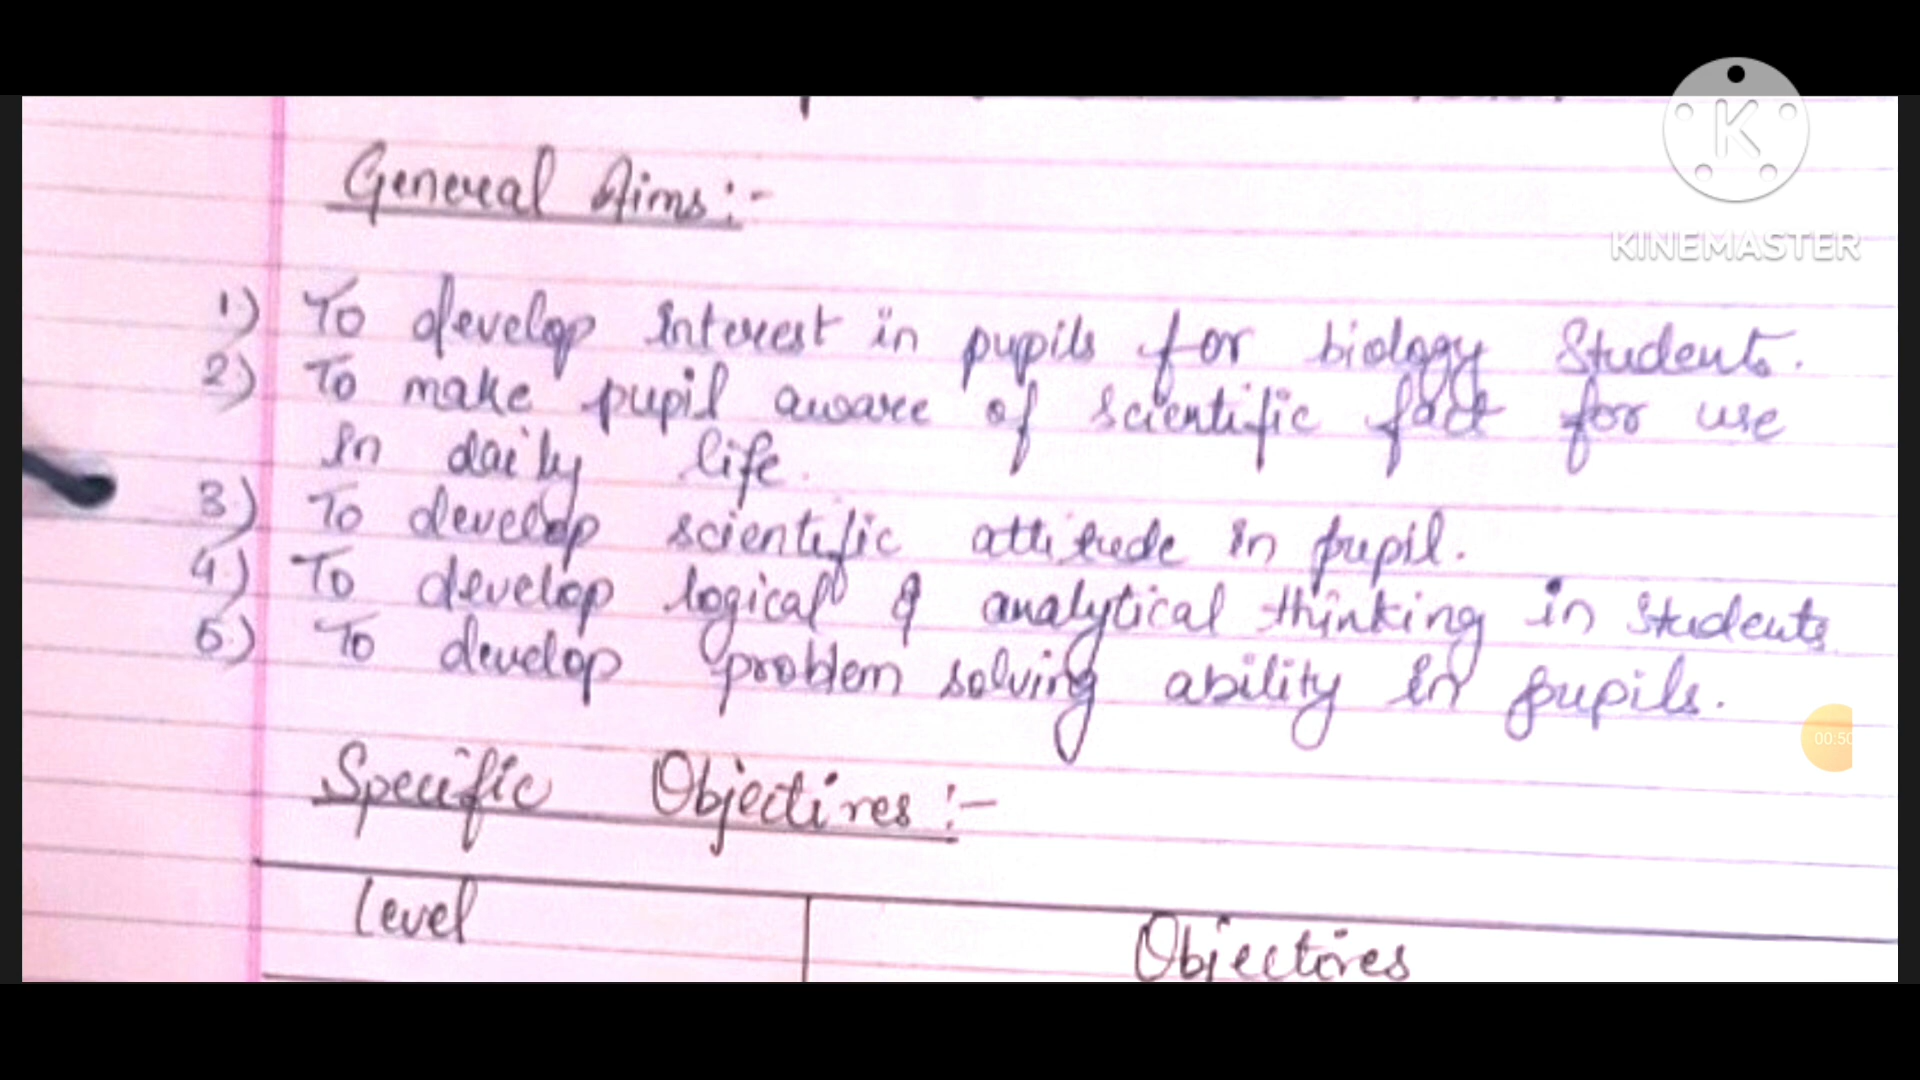 General Aims:-
K
KINEMASTER
1) To develop interest in pupils for biology Students.
2) To make pupil aware of scientific fact for use
in daily life.
3) To develop scientific attitude in pupil.
4) To develop logical & analytical thinking in students
5) To develop problem solving ability in pupils.
00:50
Specific Objectives :-
Level
Objectives